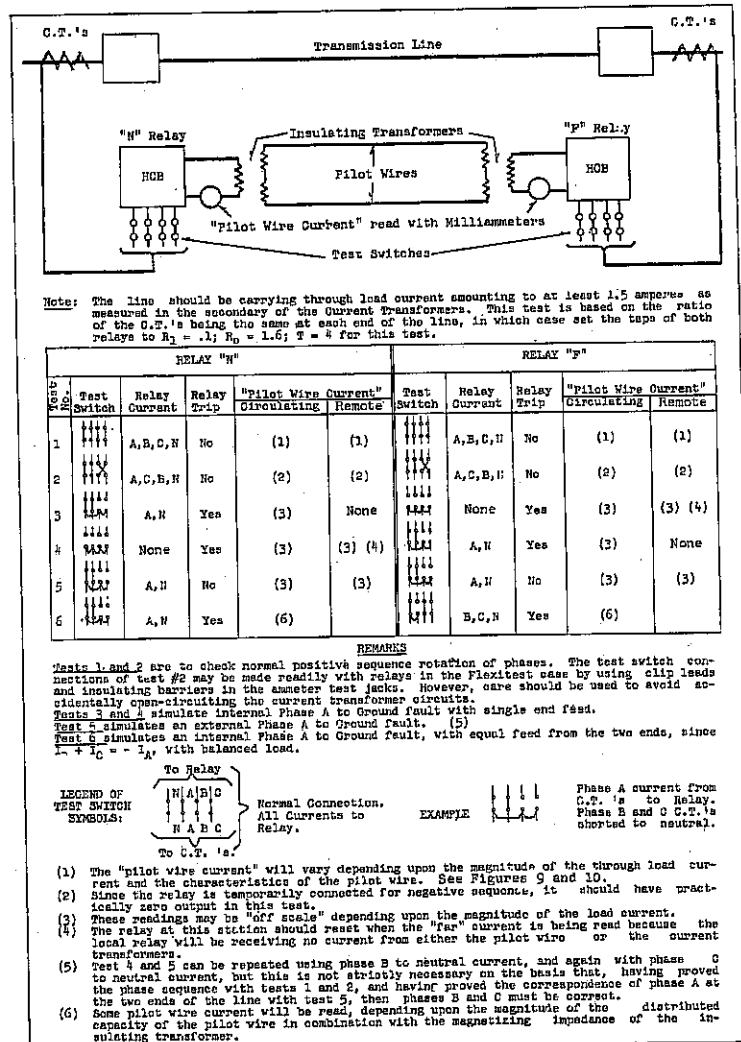 C.T.'s
C.T.'s
Transmission Line
"N" Relay
Insulating Transformers
"F" Relay
HCB
Pilot Wires
HCB
"Pilot Wire Current" read with Milliammeters
Test Switches
Note: The line should be carrying through load current amounting to at least 1.5 amperes as
measured in the secondary of the Current Transformers. This test is based on the ratio
of the C.T.'s being the same at each end of the line, in which case set the taps of both
relays to R1 = .1; R0 = 1.6; T = 4 for this test.
RELAY "N" RELAY "F"
Test No. Test Switch Relay Current Relay Trip "Pilot Wire Current" Circulating Remote Test Switch Relay Current Relay Trip "Pilot Wire Current" Circulating Remote
1 A,B,C,N No (1) (1) A,B,C,N No (1) (1)
2 A,C,B,N No (2) (2) A,C,B,N No (2) (2)
3 A,N Yes (3) None None Yes (3) (3) (4)
4 None Yes (3) (3) (4) A,N Yes (3) None
5 A,N No (3) (3) A,N No (3) (3)
6 A,N Yes (6) B,C,N Yes (6)
REMARKS
Tests 1 and 2 are to check normal positive sequence rotation of phases. The test switch con-
nections of test #2 may be made readily with relays in the Flexitest case by using clip leads
and insulating barriers in the ammeter test jacks. However, care should be used to avoid ac-
cidentally open-circuiting the current transformer circuits.
Tests 3 and 4 simulate internal Phase A to Ground fault with single end feed.
Test 5 simulates an external Phase A to Ground fault. (5)
Test 6 simulates an internal Phase A to Ground fault, with equal feed from the two ends, since
+ IC = - IA, with balanced load.
To Relay
LEGEND OF
TEST SWITCH
SYMBOLS:
N A B C
N A B C
To C.T. 's.
Normal Connection.
All Currents to
Relay.
EXAMPLE
Phase A current from
C.T. 's to Relay.
Phase B and C C.T.'s
shorted to neutral.
(1) The "pilot wire current" will vary depending upon the magnitude of the through load cur-
rent and the characteristics of the pilot wire. See Figures 9 and 10.
(2) Since the relay is temporarily connected for negative sequence, it should have pract-
ically zero output in this test.
(3) These readings may be "off scale" depending upon the magnitude of the load current.
(4) The relay at this station should reset when the "far" current is being read because the
local relay will be receiving no current from either the pilot wire or the current
transformers.
(5) Test 4 and 5 can be repeated using phase B to neutral current, and again with phase C
to neutral current, but this is not strictly necessary on the basis that, having proved
the phase sequence with tests 1 and 2, and having proved the correspondence of phase A at
the two ends of the line with test 5, then phases B and C must be correct.
(6) Some pilot wire current will be read, depending upon the magnitude of the distributed
capacity of the pilot wire in combination with the magnetizing impedance of the in-
sulating transformer.